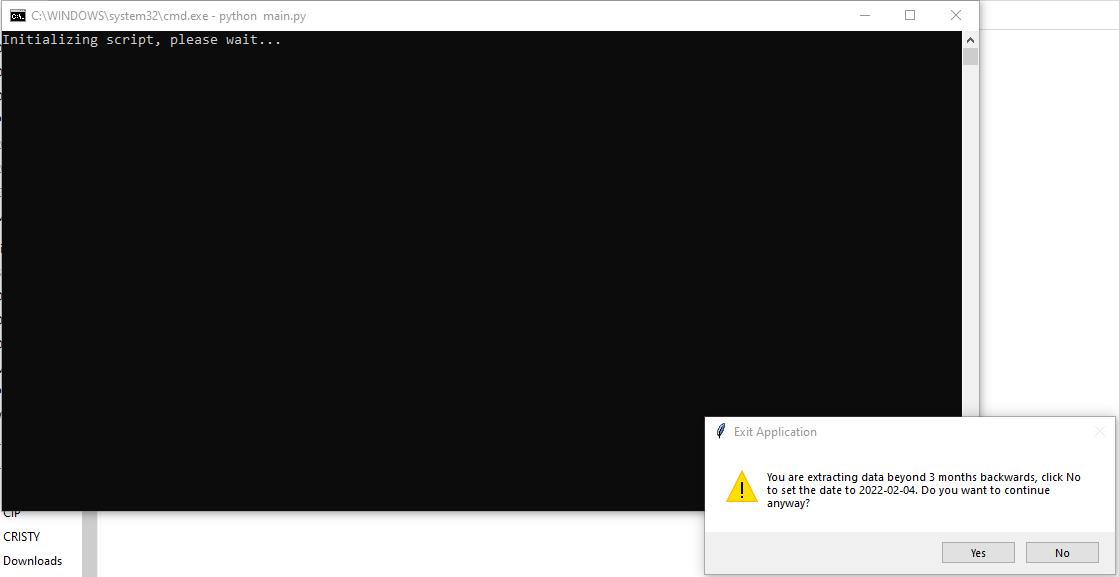 C:\WINDOWS\system32\cmd.exe - python  main.py
Initializing script, please wait...
Exit Application
You are extracting data beyond 3 months backwards, click No
to set the date to 2022-02-04. Do you want to continue
anyway?
Yes No
CIP
CRISTY
Downloads